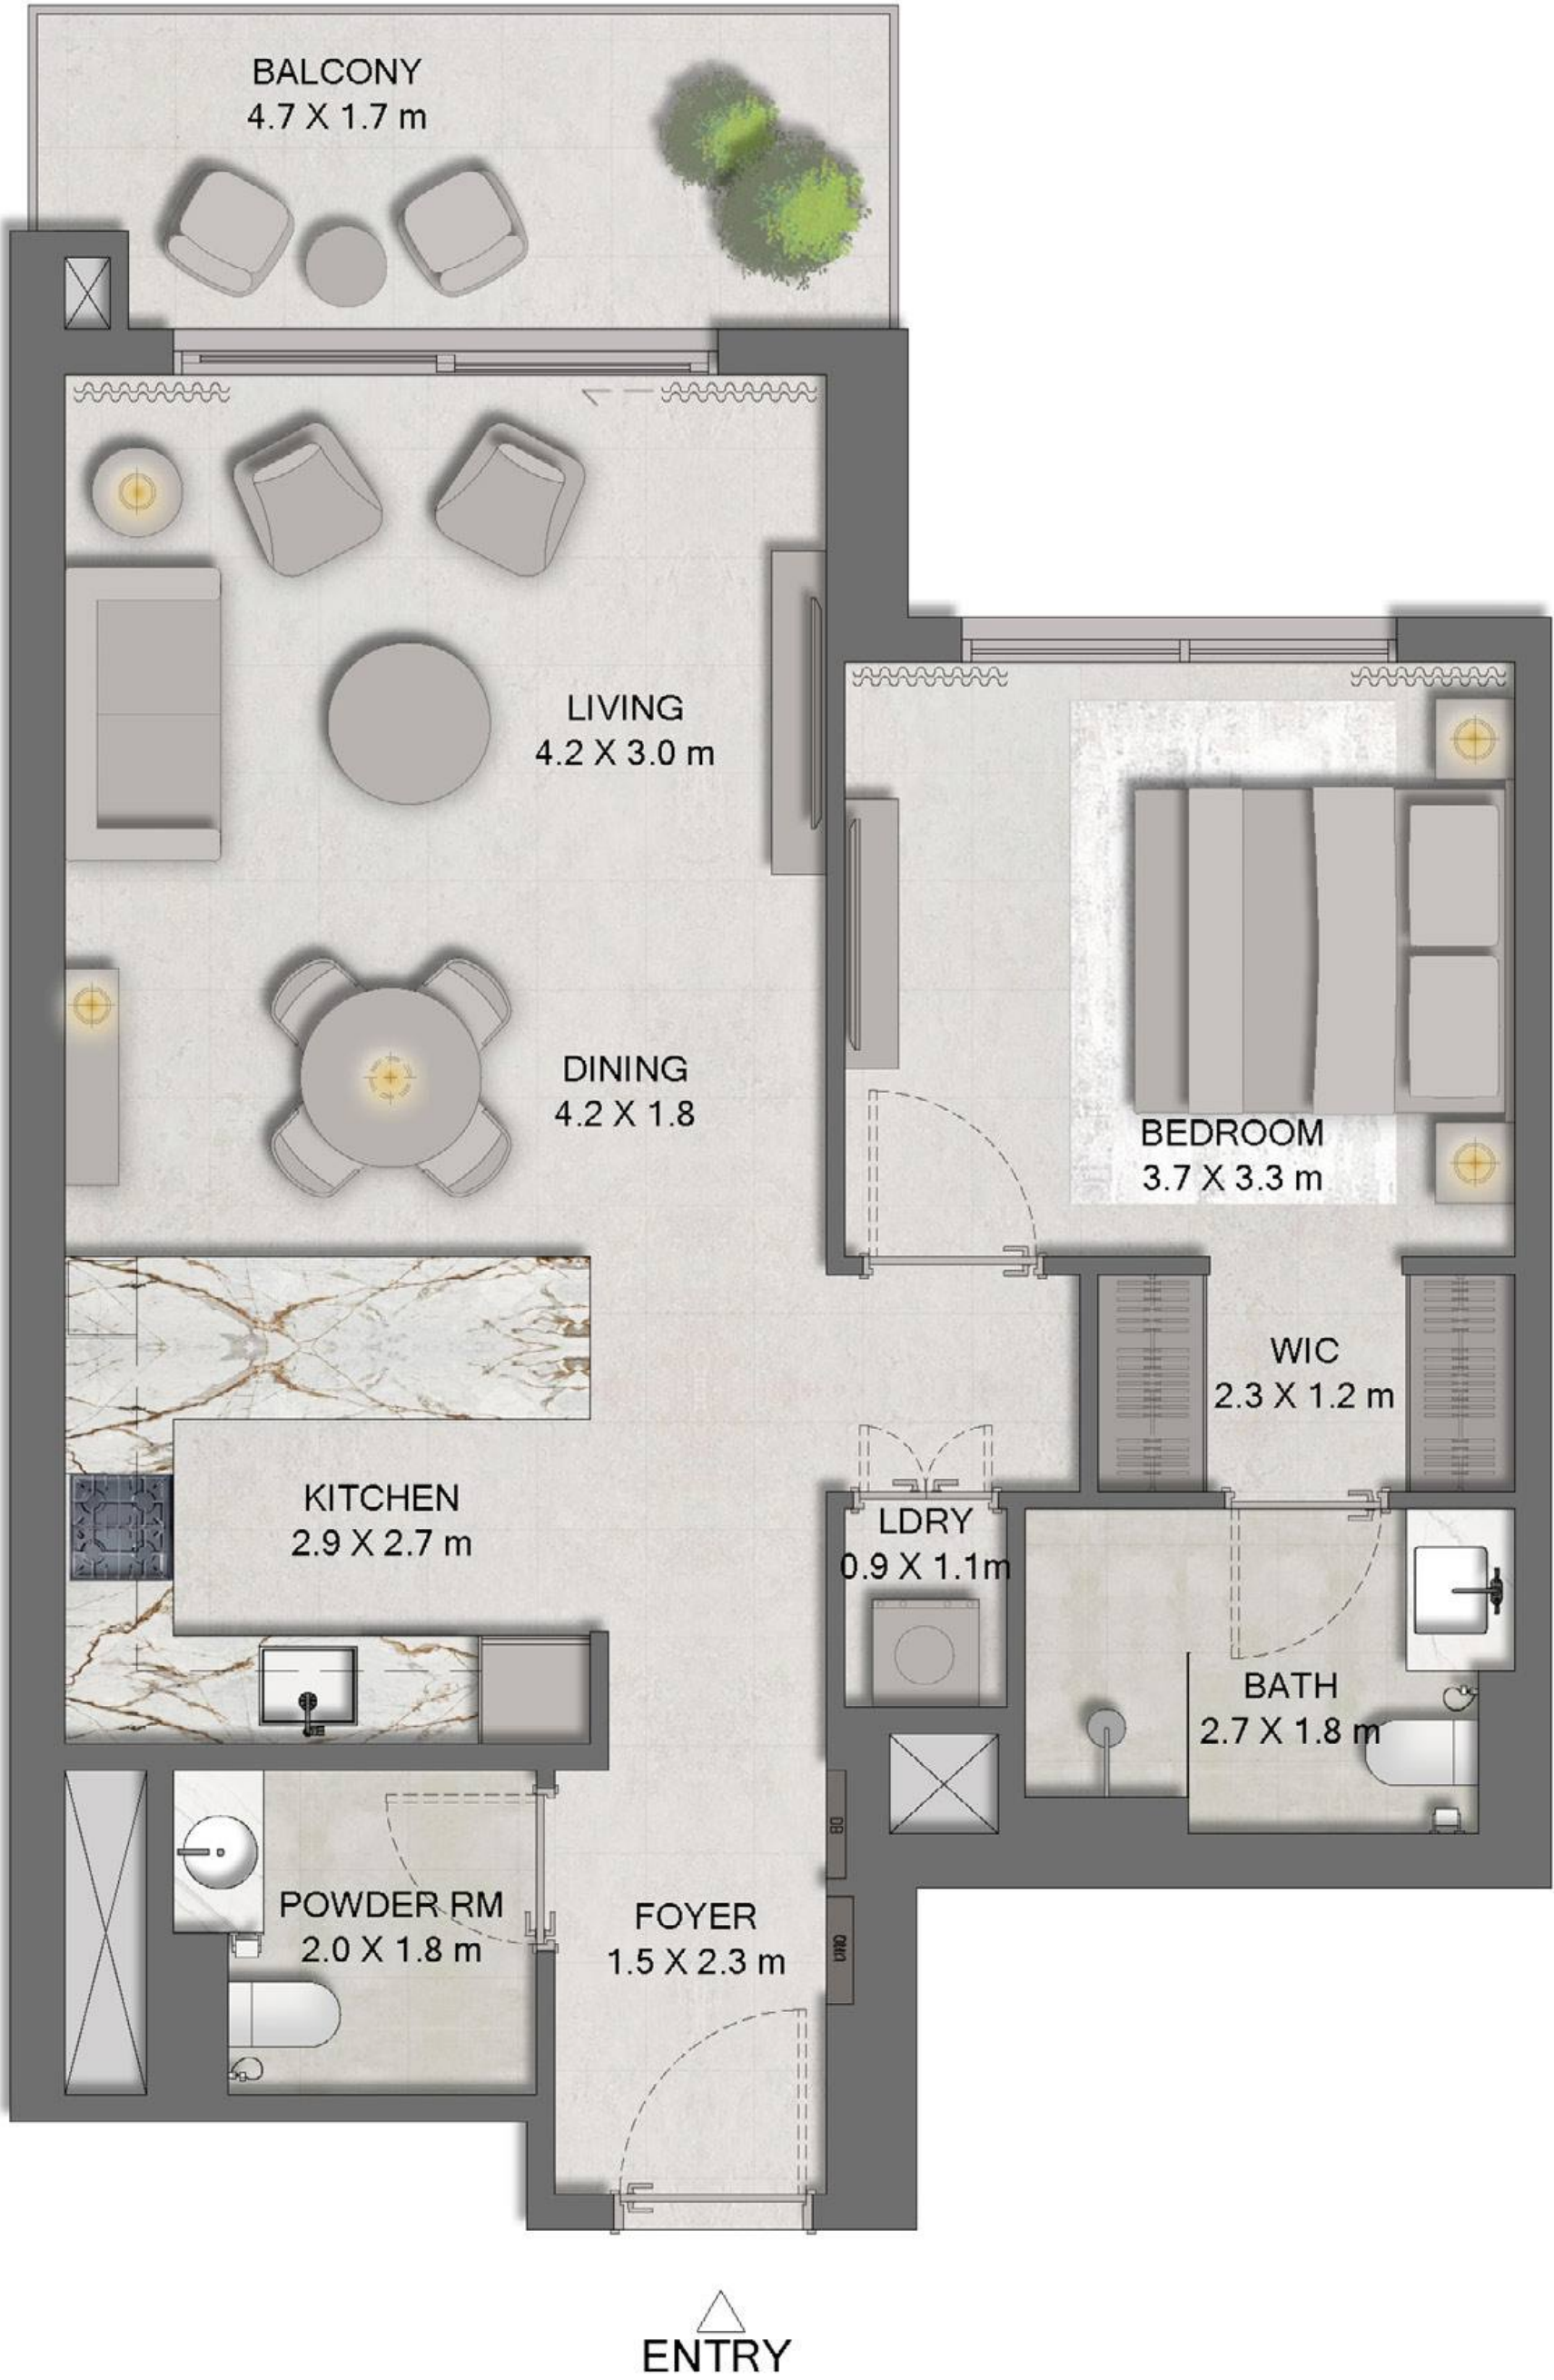 BALCONY
4.7 X 1.7 m
LIVING
4.2 X 3.0 m
DINING
4.2 X 1.8
BEDROOM
3.7 X 3.3 m
WIC
2.3 X 1.2 m
KITCHEN
2.9 X 2.7 m
LDRY
0.9 X 1.1m
BATH
2.7 X 1.8 m
DB
POWDER RM
2.0 X 1.8 m
FOYER
1.5 X 2.3 m
ENTRY